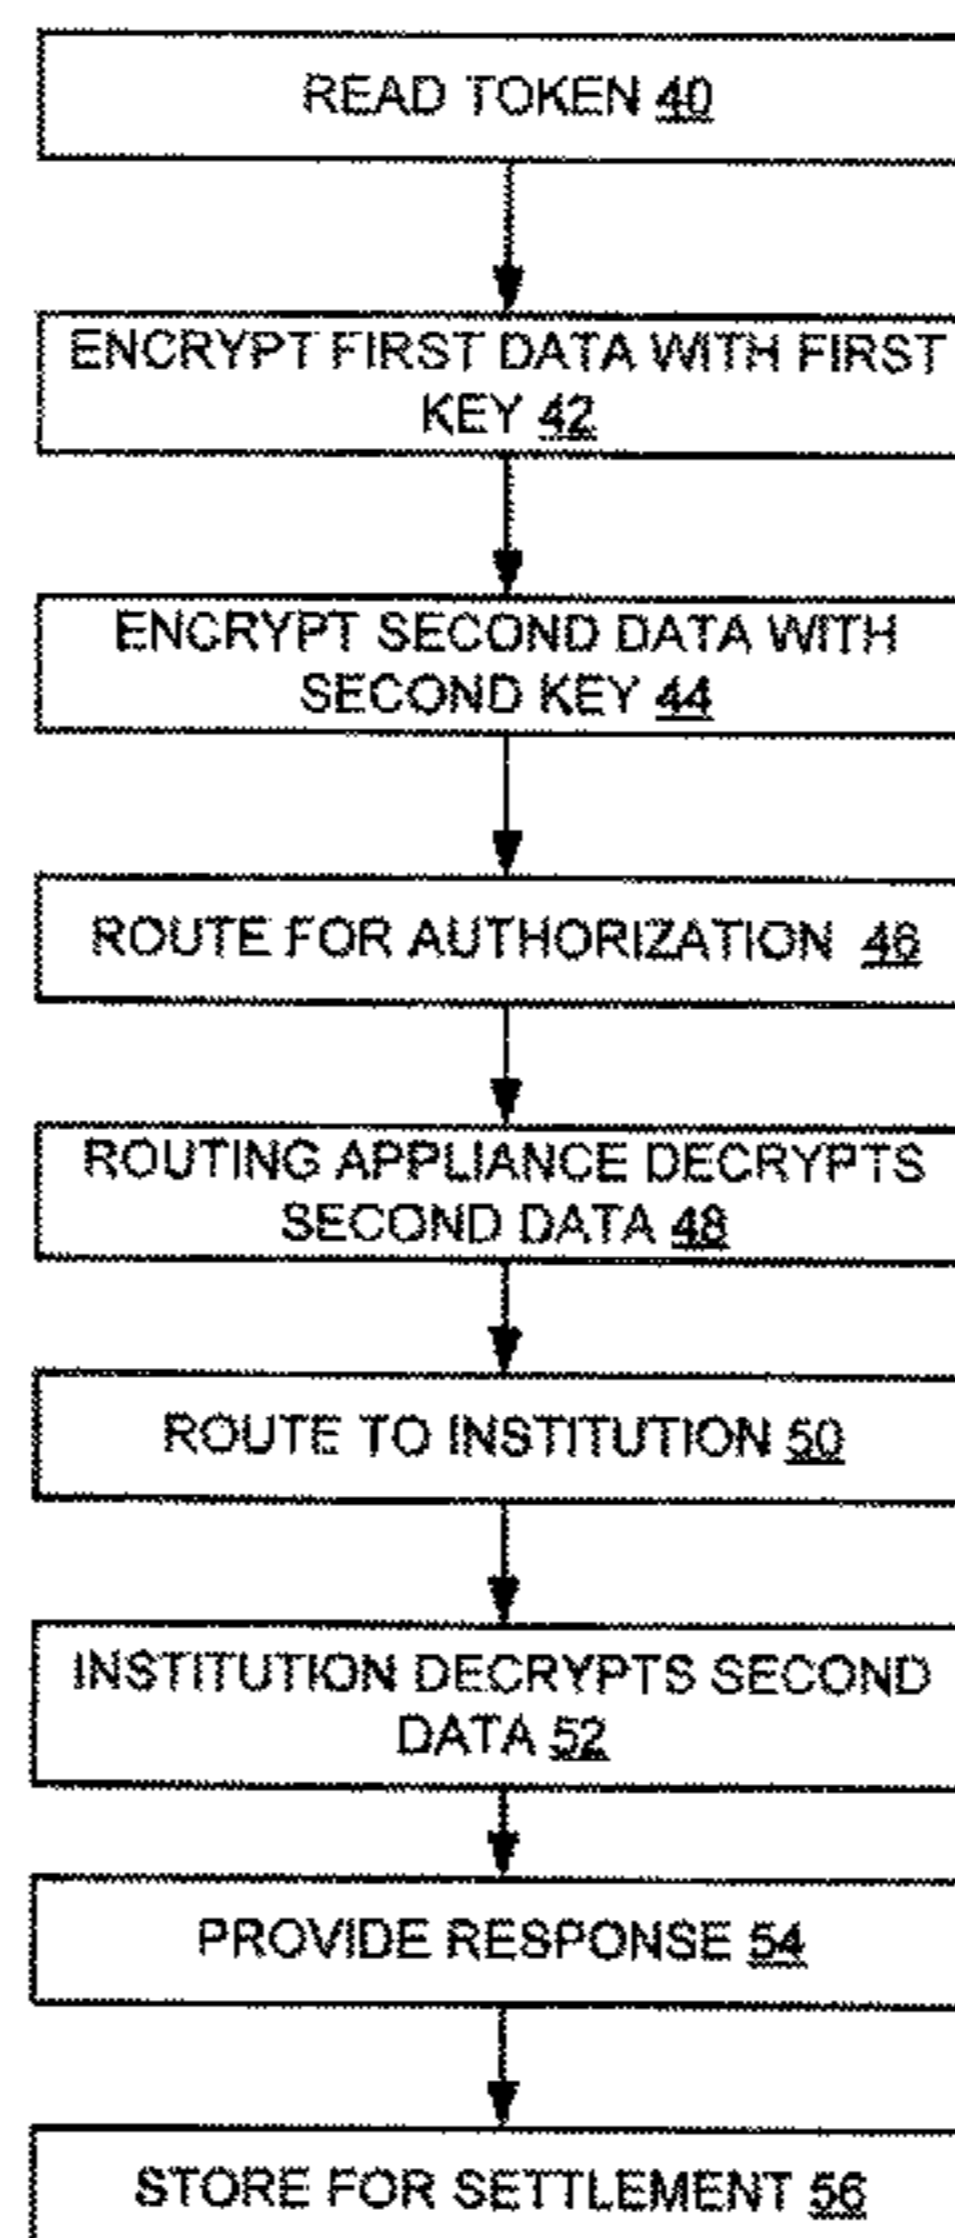 READ TOKEN 40
ENCRYPT FIRST DATA WITH FIRST
KEY 42
ENCRYPT SECOND DATA WITH
SECOND KEY 44
ROUTE FOR AUTHORIZATION 46
ROUTING APPLIANCE DECRYPTS
SECOND DATA 48
ROUTE TO INSTITUTION 50
INSTITUTION DECRYPTS SECOND
DATA 52
PROVIDE RESPONSE 54
STORE FOR SETTLEMENT 56